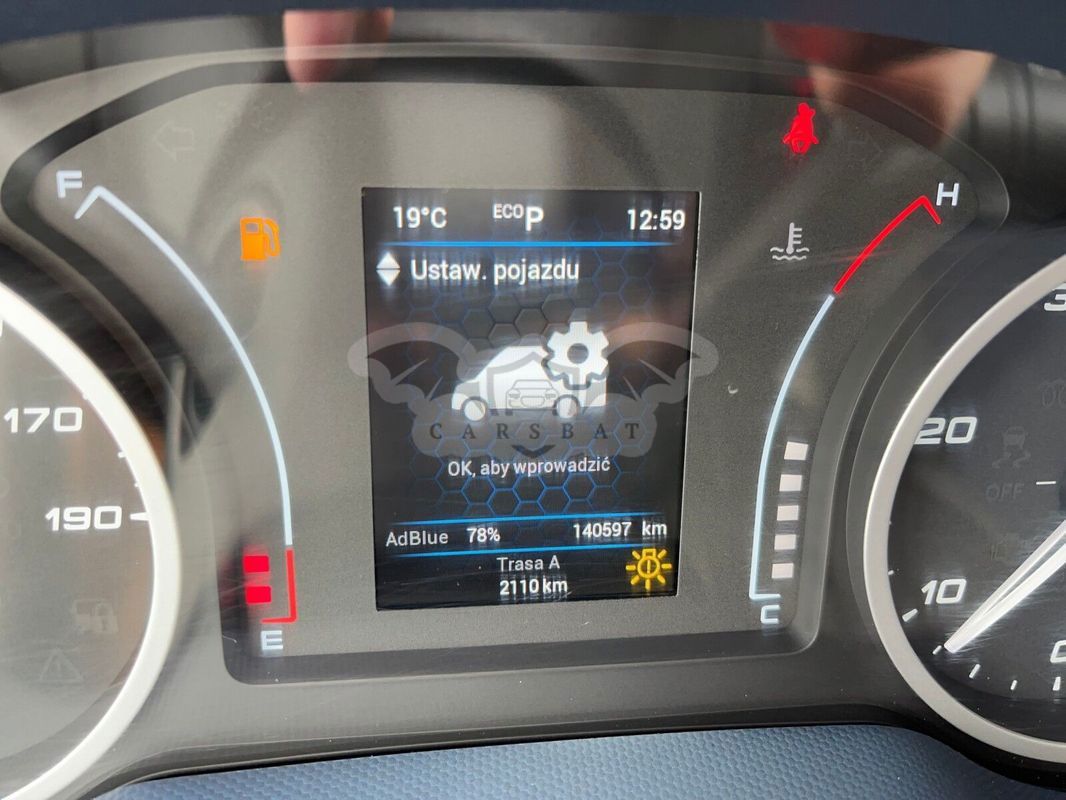 F
H
19°C ECO P 12:59
Ustaw. pojazdu
170
20
CARSBAT
OK, aby wprowadzić
190
OFF
AdBlue 78% 140597 km
Trasa A
2110 km
10
E
C